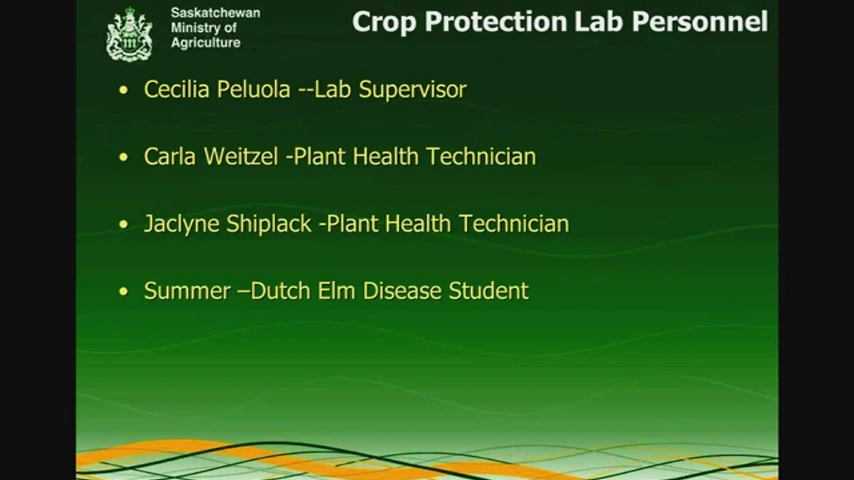 Saskatchewan
Ministry of
Agriculture
Crop Protection Lab Personnel
• Cecilia Peluola --Lab Supervisor
• Carla Weitzel -Plant Health Technician
• Jaclyne Shiplack -Plant Health Technician
• Summer –Dutch Elm Disease Student